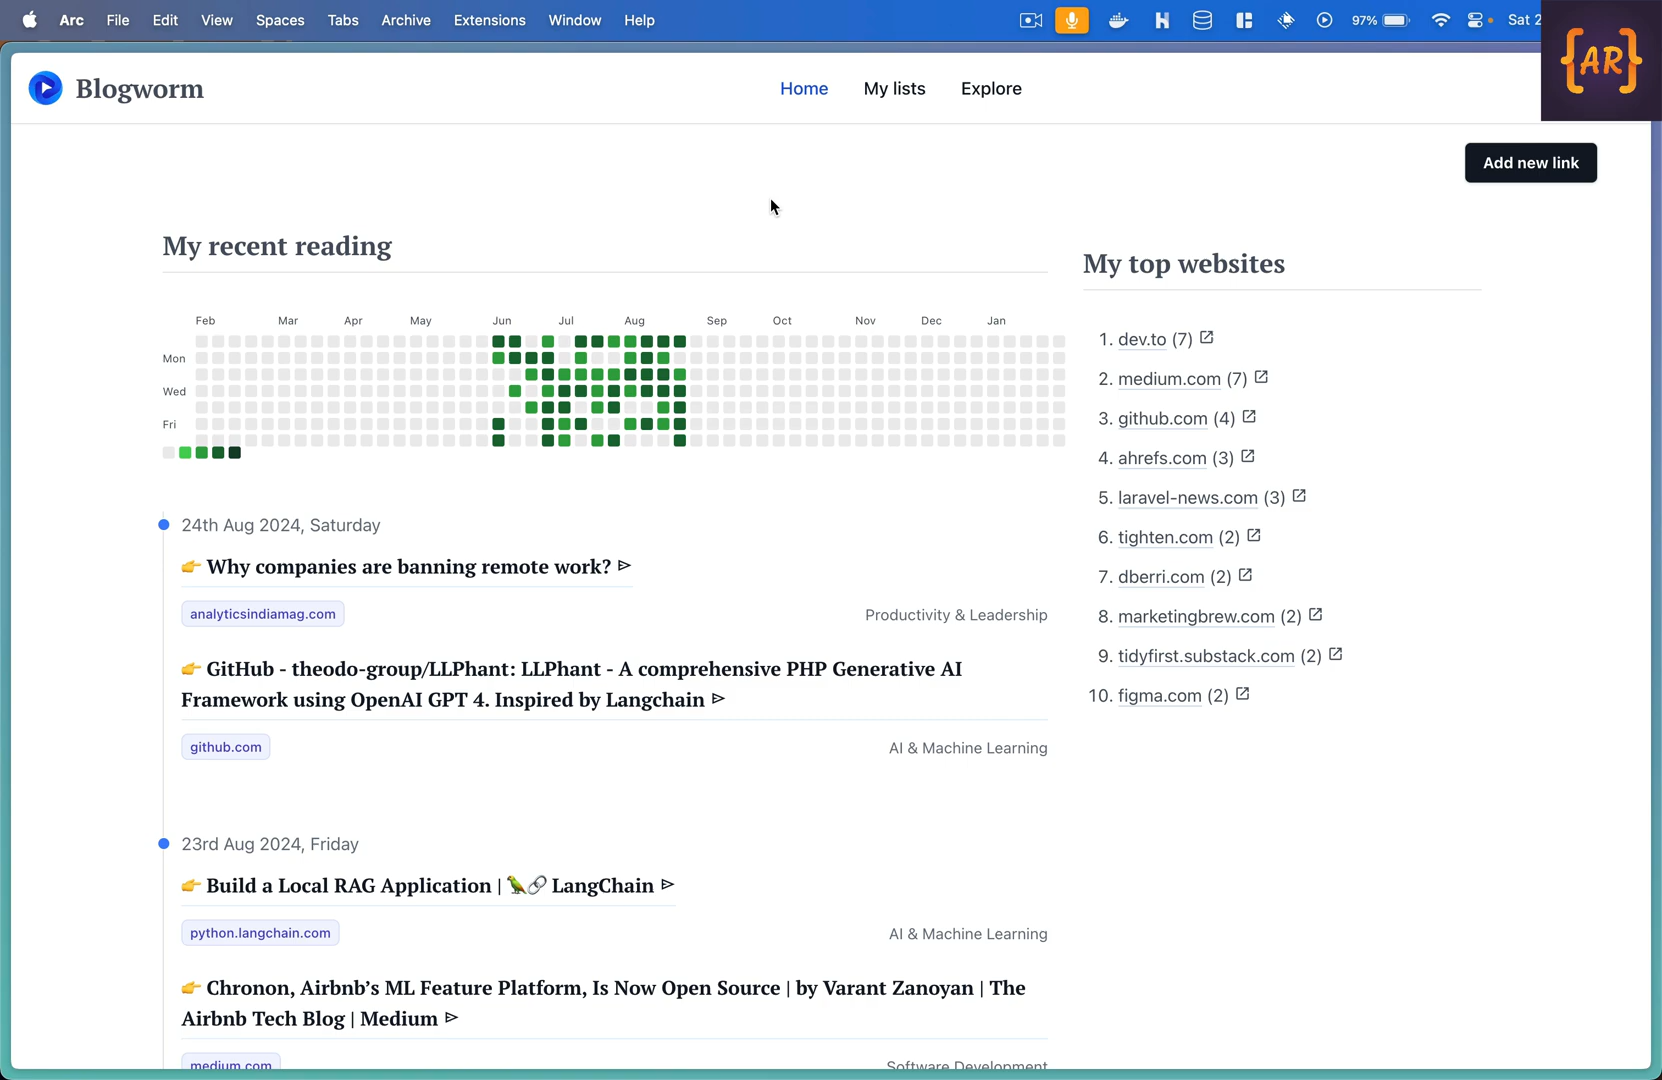 Arc File Edit View Spaces Tabs Archive Extensions Window Help 97% Sat 2
{AR}
Blogworm
Home My lists Explore
Add new link
My recent reading
Feb Mar Apr May Jun Jul Aug Sep Oct Nov Dec Jan
Mon
Wed
Fri
24th Aug 2024, Saturday
👉 Why companies are banning remote work?
analyticsindiamag.com Productivity & Leadership
👉 GitHub - theodo-group/LLPhant: LLPhant - A comprehensive PHP Generative AI
Framework using OpenAI GPT 4. Inspired by Langchain
github.com AI & Machine Learning
23rd Aug 2024, Friday
👉 Build a Local RAG Application | 🦜🔗 LangChain
python.langchain.com AI & Machine Learning
👉 Chronon, Airbnb’s ML Feature Platform, Is Now Open Source | by Varant Zanoyan | The
Airbnb Tech Blog | Medium
medium.com Software Development
My top websites
1. dev.to (7)
2. medium.com (7)
3. github.com (4)
4. ahrefs.com (3)
5. laravel-news.com (3)
6. tighten.com (2)
7. dberri.com (2)
8. marketingbrew.com (2)
9. tidyfirst.substack.com (2)
10. figma.com (2)